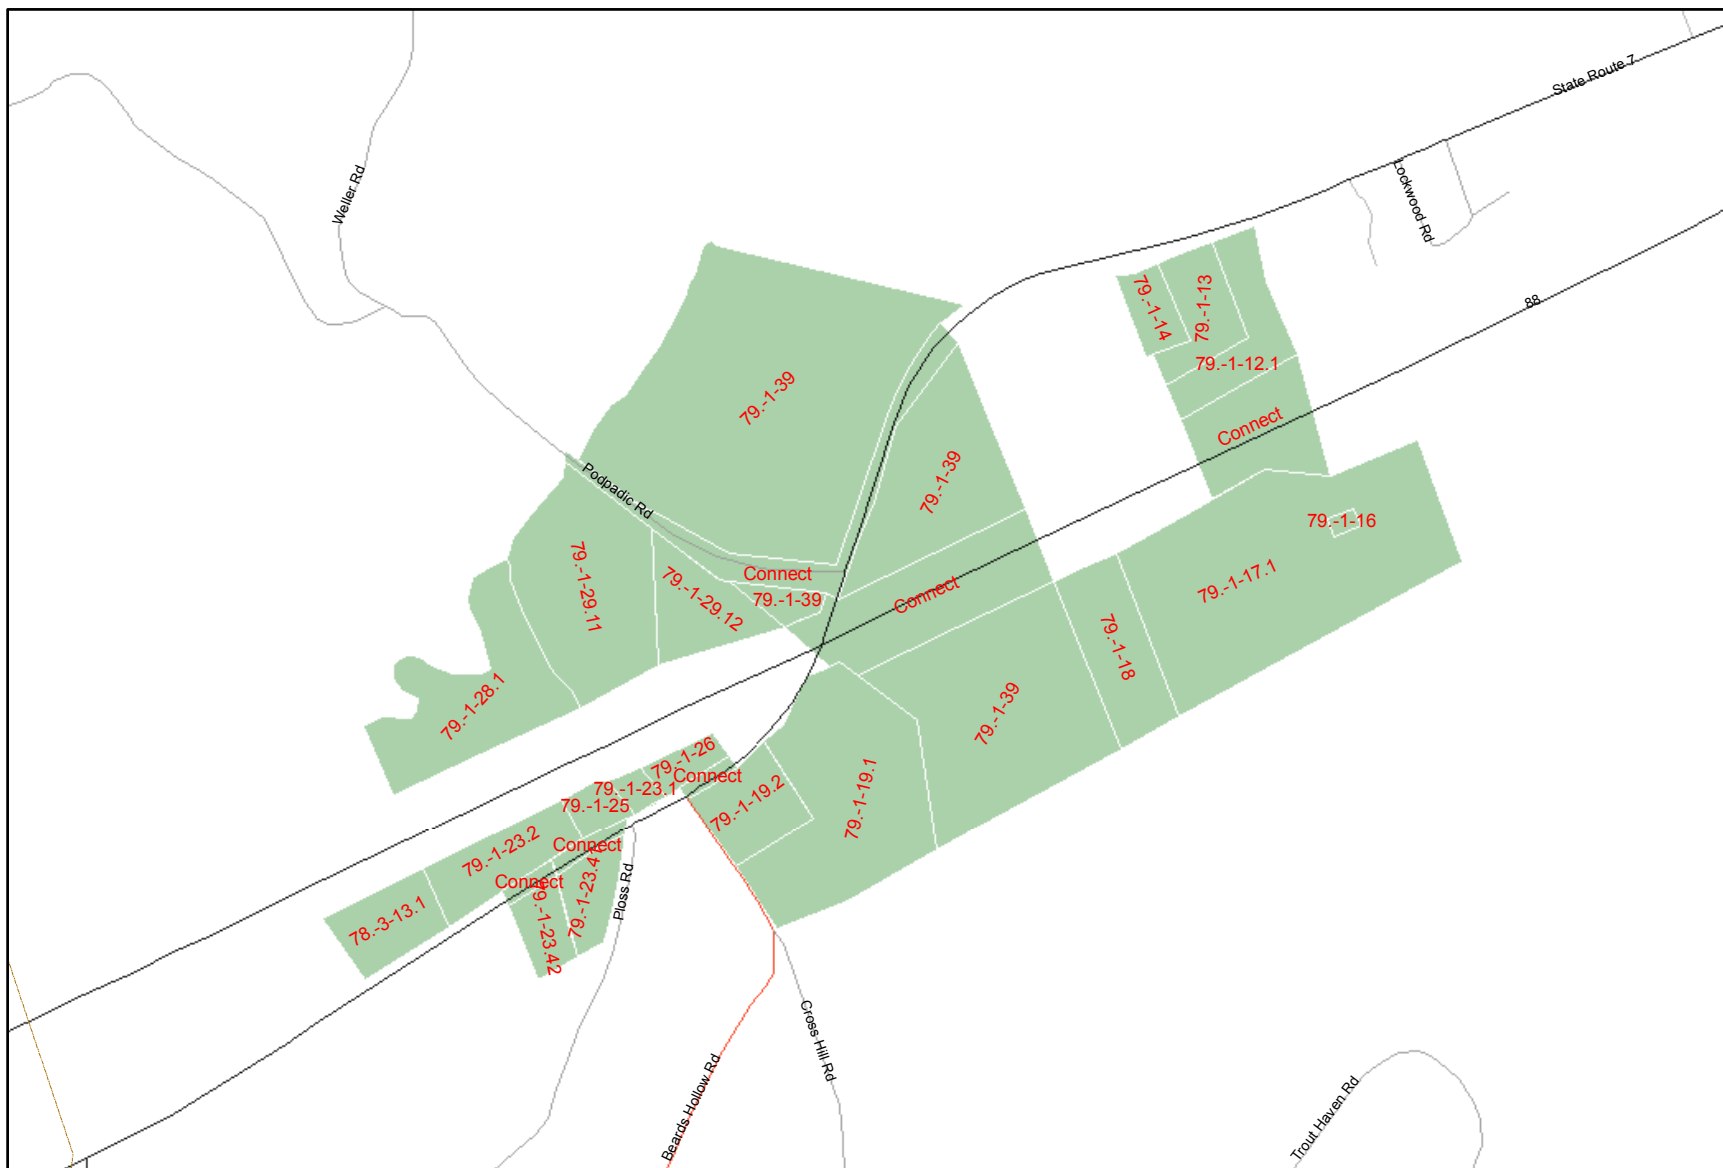 State Route 7
Lockwood Rd
Weller Rd
88
79.-1-14
79.-1-13
79.-1-12.1
Connect
79.-1-39
79.-1-39
Podpadic Rd
79.-1-16
79.-1-29.11
79.-1-29.12
Connect
79.-1-39
Connect
79.-1-17.1
79.-1-18
79.-1-28.1
79.-1-39
79.-1-26
Connect
79.-1-23.1
79.-1-25
79.-1-19.2
79.-1-19.1
79.-1-23.2
Connect
Connect
79.-1-23.41
79.-1-23.42
78.-3-13.1
Ploss Rd
Cross Hill Rd
Beards Hollow Rd
Trout Haven Rd